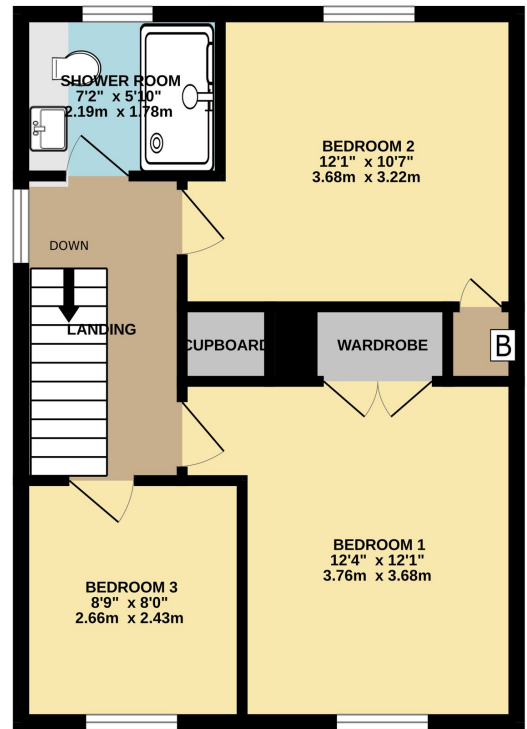 SHOWER ROOM
7'2" x 5'10"
2.19m x 1.78m
BEDROOM 2
12'1" x 10'7"
3.68m x 3.22m
DOWN
LANDING
CUPBOARD
WARDROBE
B
BEDROOM 1
12'4" x 12'1"
3.76m x 3.68m
BEDROOM 3
8'9" x 8'0"
2.66m x 2.43m